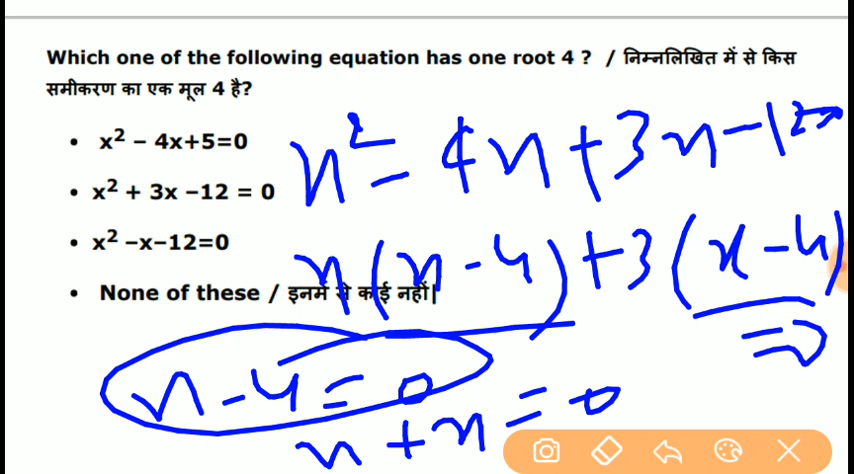 Which one of the following equation has one root 4 ? / निम्नलिखित में से किस
समीकरण का एक मूल 4 है?
• x² – 4x+5=0
• x² + 3x –12 = 0
• x² –x–12=0
• None of these / इनमें से कोई नहीं|
x² - 4x + 3x - 12 =
x(x-4) + 3(x-4)
=>
x - 4 = 0
x + x = 0